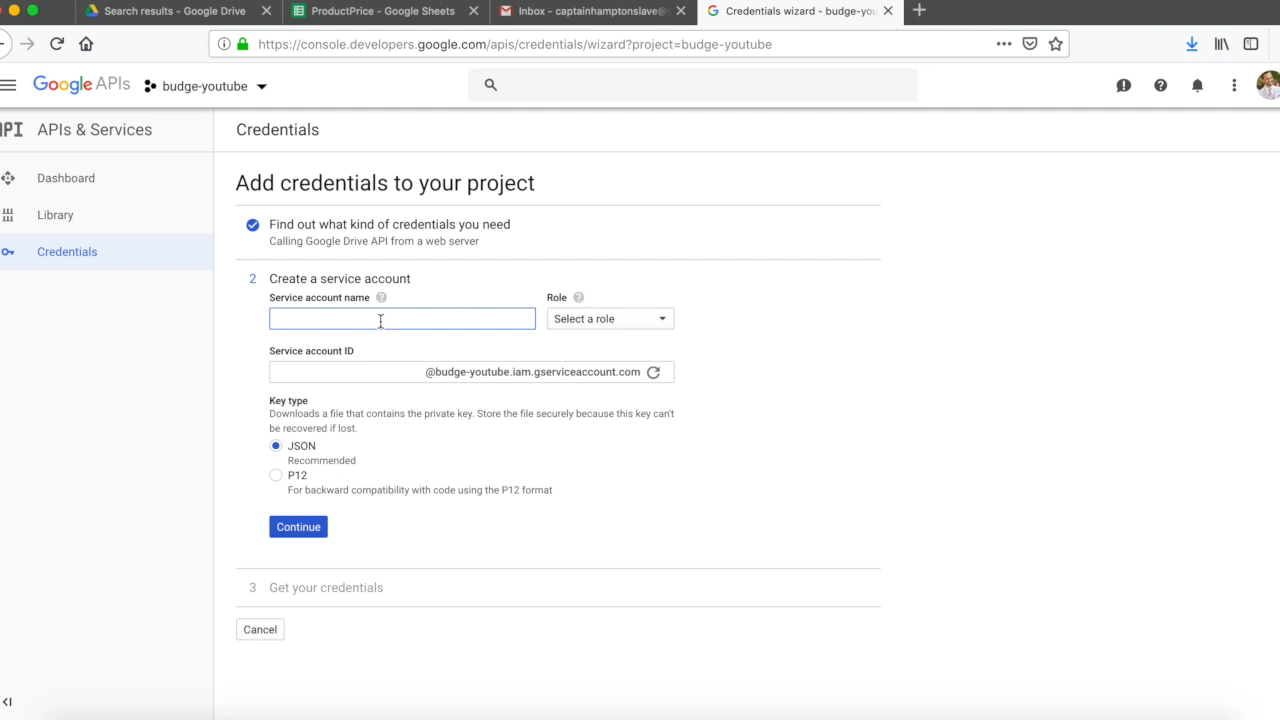 Search results - Google Drive
ProductPrice - Google Sheets
Inbox - captainhamptonslave@
Credentials wizard - budge-you
https://console.developers.google.com/apis/credentials/wizard?project=budge-youtube
Google APIs
budge-youtube
API
APIs & Services
Credentials
Dashboard
Library
Credentials
Add credentials to your project
Find out what kind of credentials you need
Calling Google Drive API from a web server
2 Create a service account
Service account name
Role
Select a role
Service account ID
@budge-youtube.iam.gserviceaccount.com
Key type
Downloads a file that contains the private key. Store the file securely because this key can't
be recovered if lost.
JSON
Recommended
P12
For backward compatibility with code using the P12 format
Continue
3 Get your credentials
Cancel